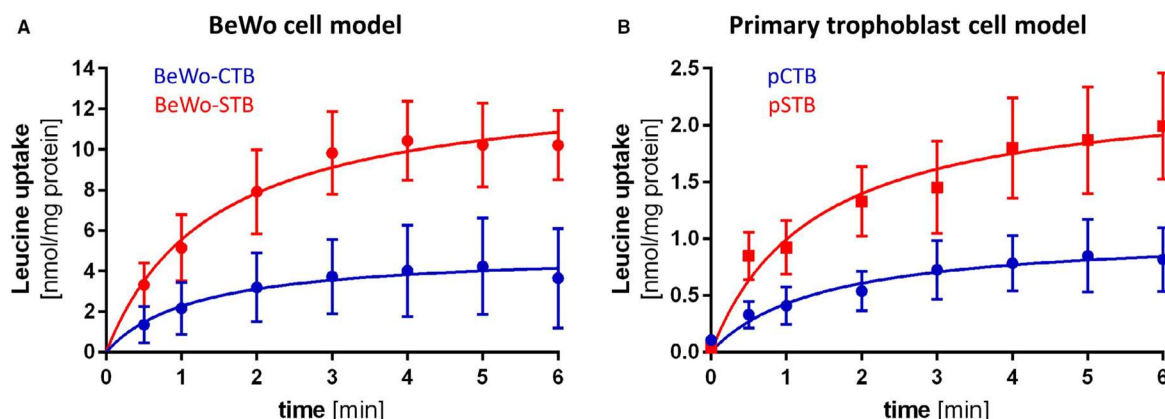 A
BeWo cell model
BeWo-CTB
BeWo-STB
Leucine uptake
[nmol/mg protein]
14
12
10
8
6
4
2
0
0 1 2 3 4 5 6
time [min]
B
Primary trophoblast cell model
pCTB
pSTB
Leucine uptake
[nmol/mg protein]
2.5
2.0
1.5
1.0
0.5
0.0
0 1 2 3 4 5 6
time [min]